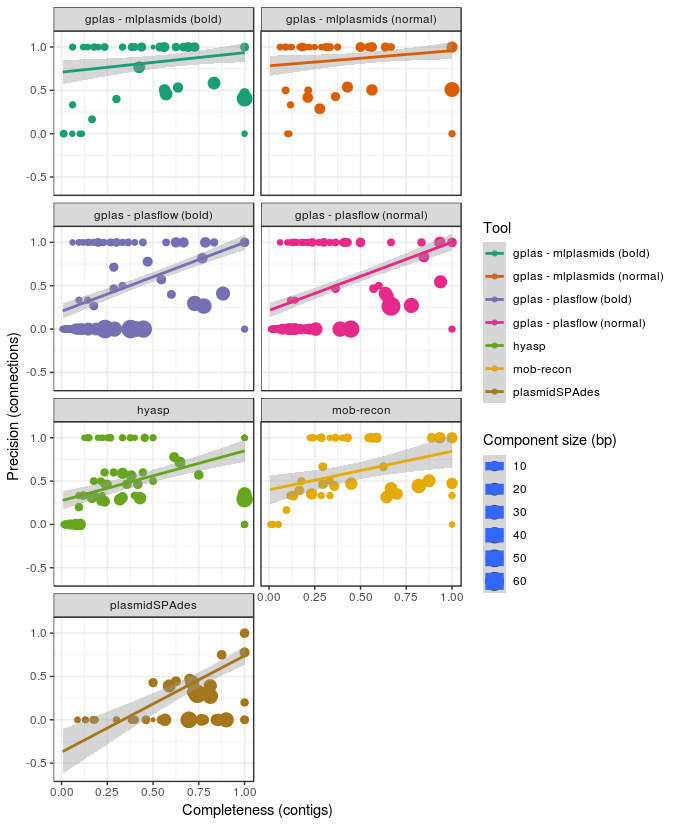 gplas - mlplasmids (bold)
gplas - mlplasmids (normal)
1.0
0.5
0.0
-0.5
gplas - plasflow (bold)
gplas - plasflow (normal)
1.0
0.5
0.0
-0.5
hyasp
mob-recon
1.0
0.5
0.0
-0.5
0.00 0.25 0.50 0.75 1.00
plasmidSPAdes
1.0
0.5
0.0
-0.5
0.00 0.25 0.50 0.75 1.00
Completeness (contigs)
Precision (connections)
Tool
gplas - mlplasmids (bold)
gplas - mlplasmids (normal)
gplas - plasflow (bold)
gplas - plasflow (normal)
hyasp
mob-recon
plasmidSPAdes
Component size (bp)
10
20
30
40
50
60